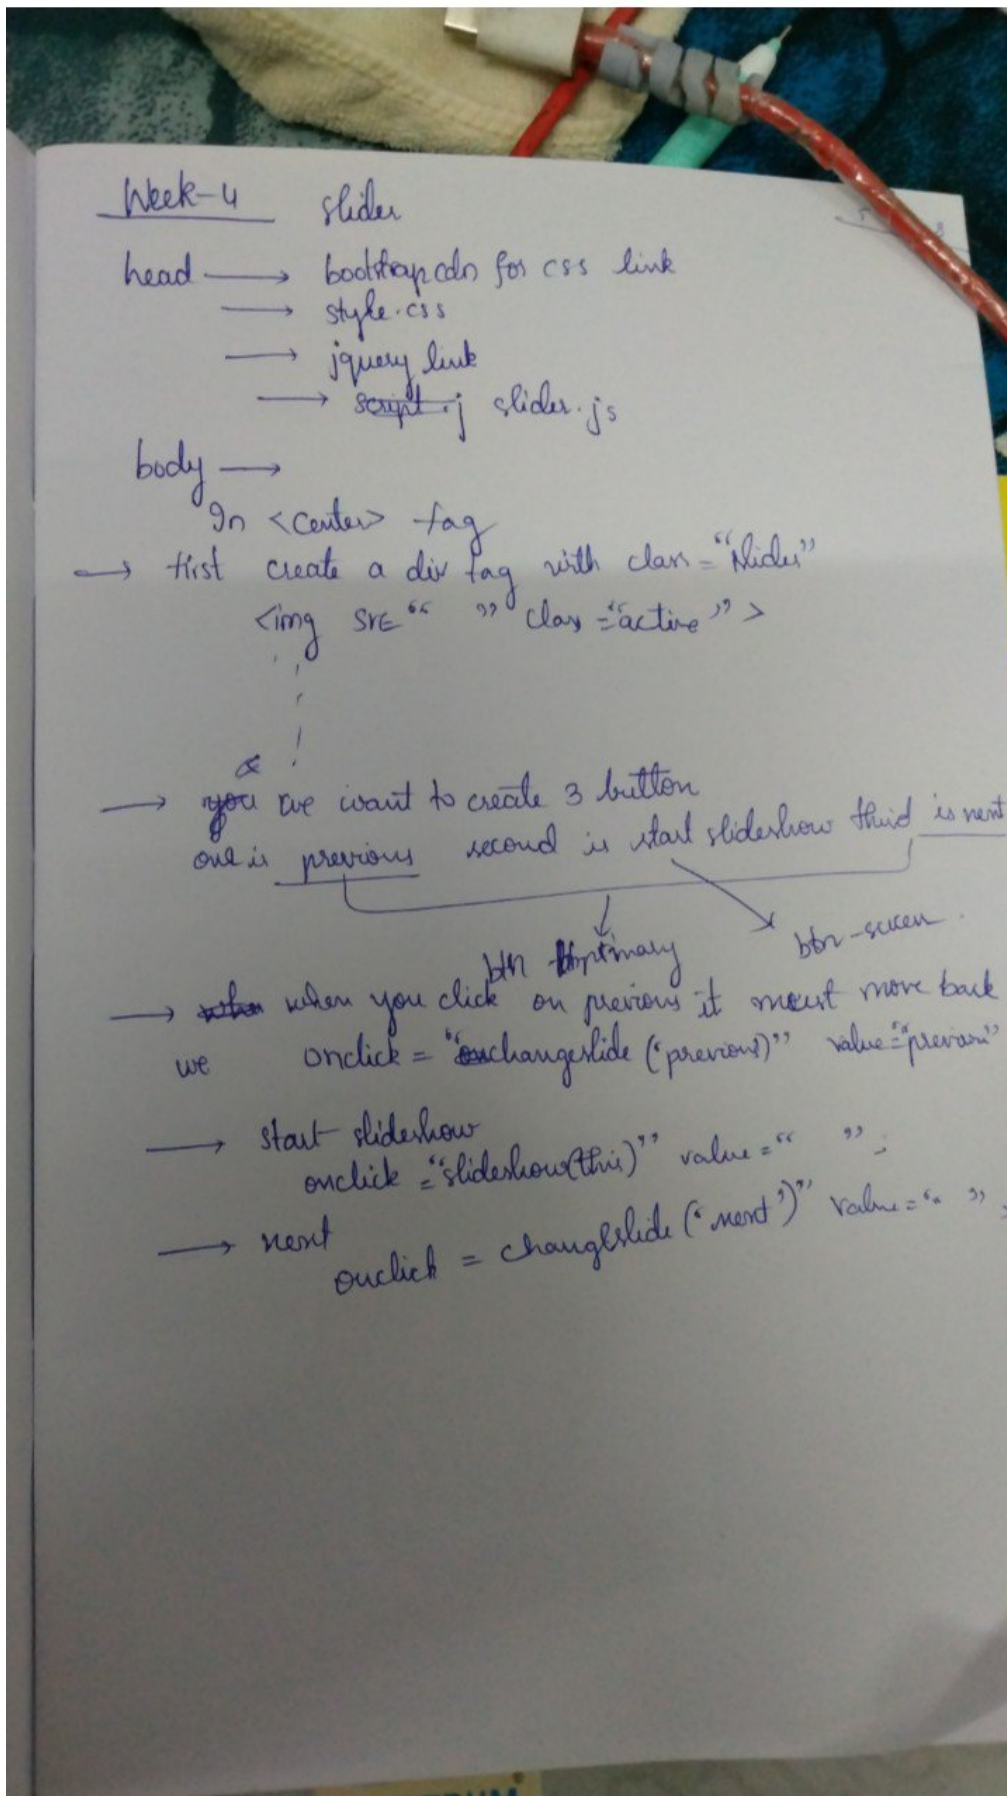 Week-4 slider
head → bootstrap cdn for css link
→ style.css
→ jquery link
→ script.j slider.js
body →
In <center> tag
→ first create a div tag with class="slider"
<img src=" " class="active">
→ you we want to create 3 button
one is previous second is start slideshow third is next
btn-primary
→ when you click on previous it must move back
we onclick="changeslide('previous)" value="previous"
→ start slideshow
onclick="slideshow(this)" value=" ";
→ next
onclick = changeslide('next')" value=" "